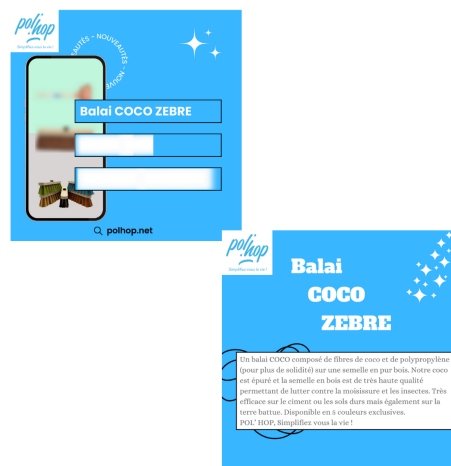 pol'hop
Simplifiez vous la vie !
NOUVEAUTÉS - NOUVEAUTÉS - NOUVE
Balai COCO ZEBRE
polhop.net
pol'hop
Simplifiez vous la vie !
Balai
COCO
ZEBRE
Un balai COCO composé de fibres de coco et de polypropylène
(pour plus de solidité) sur une semelle en pur bois. Notre coco
est épuré et la semelle en bois est de très haute qualité
permettant de lutter contre la moisissure et les insectes. Très
efficace sur le ciment ou les sols durs mais également sur la
terre battue. Disponible en 5 couleurs exclusives.
POL' HOP, Simplifiez vous la vie !